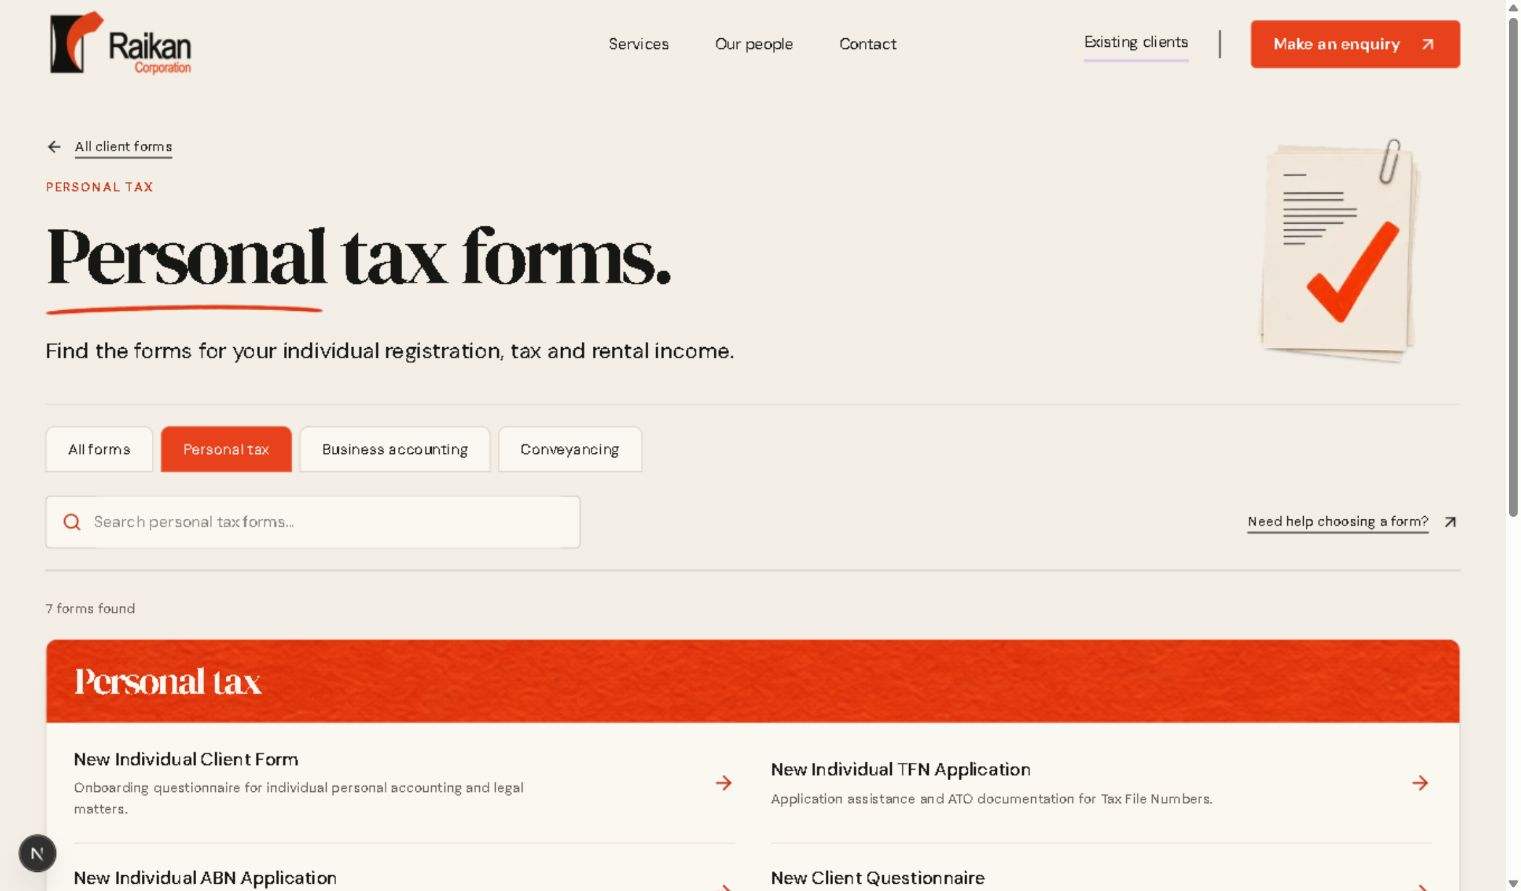 Raikan
Corporation
Services
Our people
Contact
Existing clients
Make an enquiry
All client forms
PERSONAL TAX
Personal tax forms.
Find the forms for your individual registration, tax and rental income.
All forms
Personal tax
Business accounting
Conveyancing
Search personal tax forms...
Need help choosing a form?
7 forms found
Personal tax
New Individual Client Form
Onboarding questionnaire for individual personal accounting and legal
matters.
New Individual TFN Application
Application assistance and ATO documentation for Tax File Numbers.
N
New Individual ABN Application
New Client Questionnaire